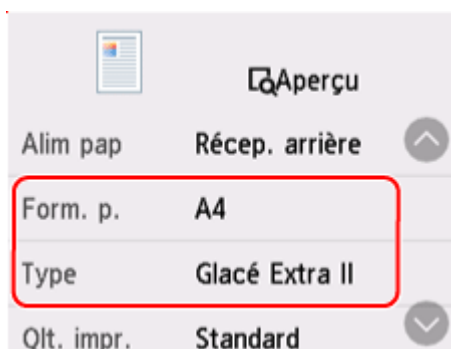 Aperçu
Alim pap Récep. arrière
Form. p. A4
Type Glacé Extra II
Qlt. impr. Standard